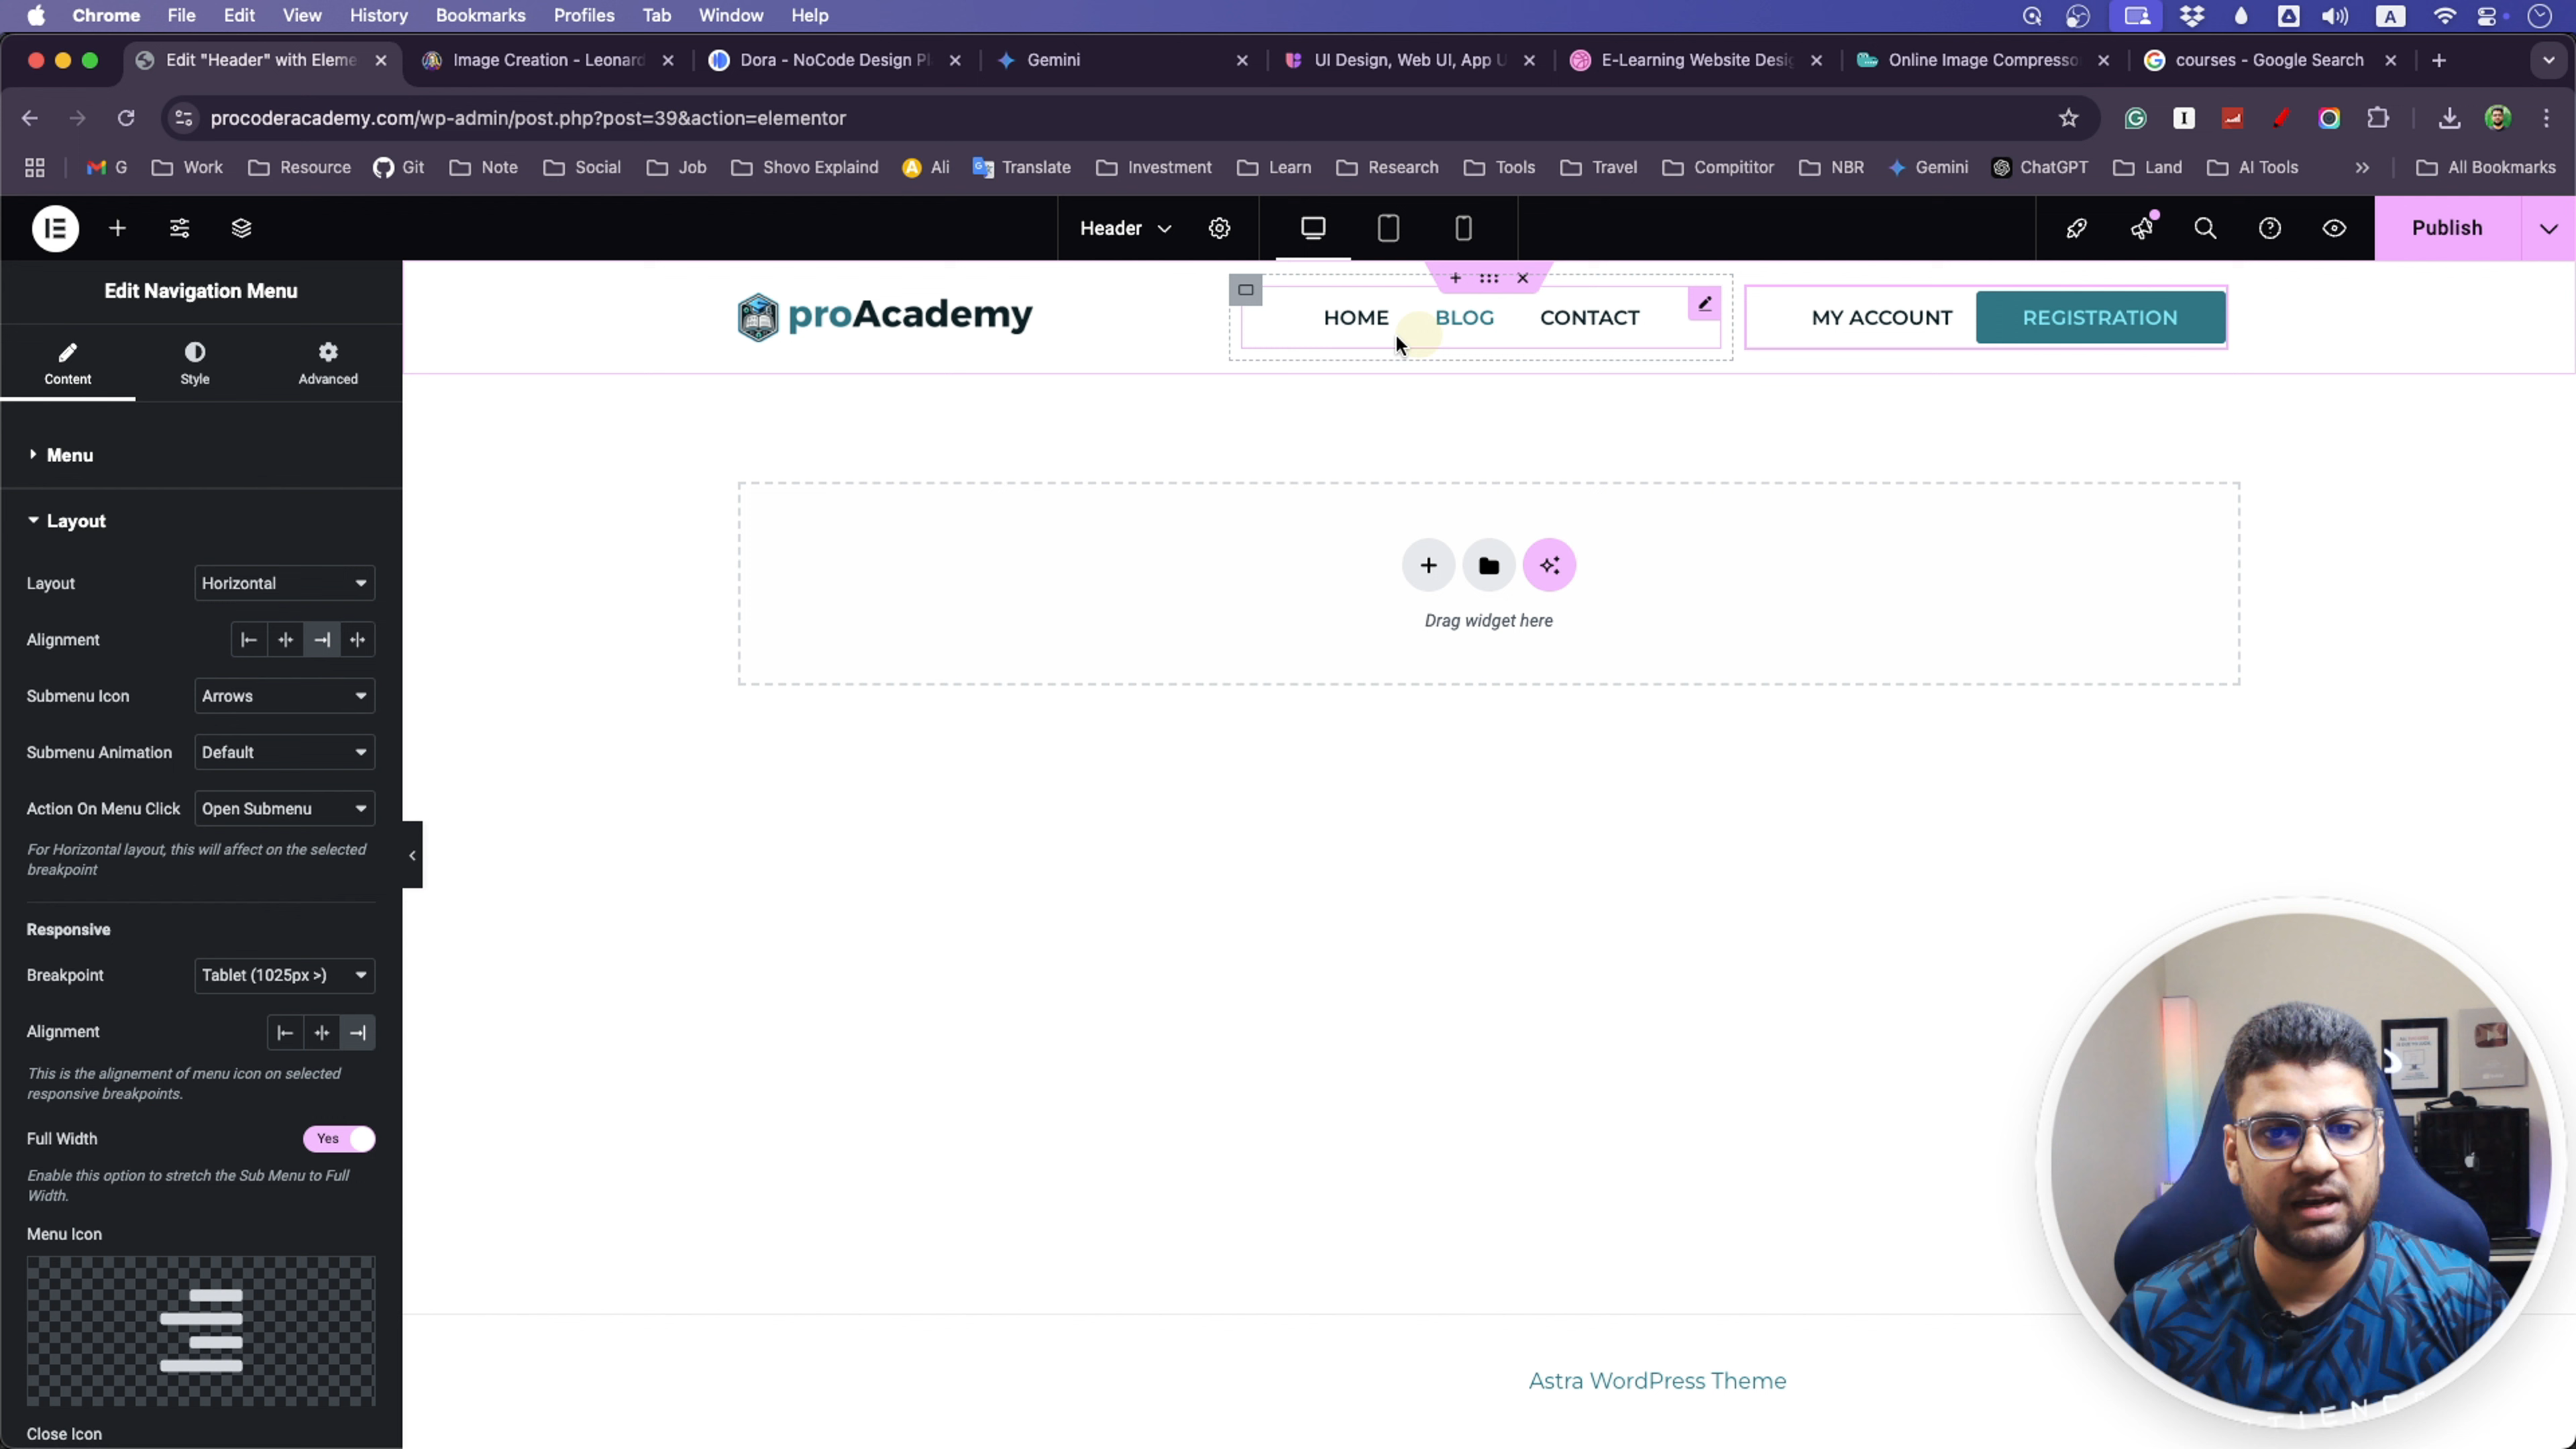 Chrome File Edit View History Bookmarks Profiles Tab Window Help A
Edit "Header" with Eleme Image Creation - Leonard Dora - NoCode Design Pl Gemini UI Design, Web UI, App U E-Learning Website Desig Online Image Compresso courses - Google Search
procoderacademy.com/wp-admin/post.php?post=39&action=elementor
G Work Resource Git Note Social Job Shovo Explaind Ali Translate Investment Learn Research Tools Travel Compititor NBR Gemini ChatGPT Land AI Tools All Bookmarks
Header Publish
Edit Navigation Menu
Content Style Advanced
proAcademy HOME BLOG CONTACT MY ACCOUNT REGISTRATION
Menu
Layout
Layout Horizontal
Alignment
Submenu Icon Arrows
Submenu Animation Default
Action On Menu Click Open Submenu
For Horizontal layout, this will affect on the selected
breakpoint
Responsive
Breakpoint Tablet (1025px >)
Alignment
This is the alignement of menu icon on selected
responsive breakpoints.
Full Width Yes
Enable this option to stretch the Sub Menu to Full
Width.
Menu Icon
Close Icon
Drag widget here
Astra WordPress Theme